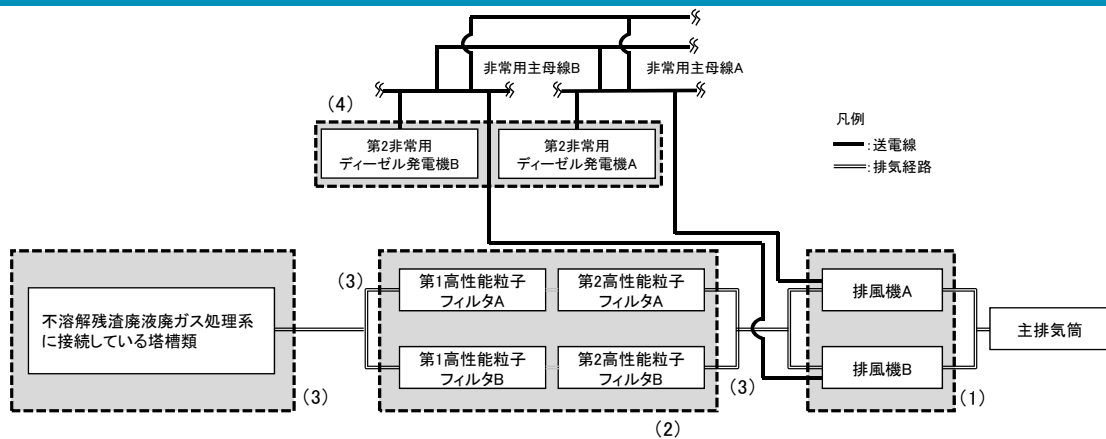 非常用主母線B
非常用主母線A
(4)
第2非常用
ディーゼル発電機B
第2非常用
ディーゼル発電機A
凡例
:送電線
:排気経路
(3)
第1高性能粒子
フィルタA
第2高性能粒子
フィルタA
排風機A
不溶解残渣廃液廃ガス処理系
に接続している塔槽類
主排気筒
第1高性能粒子
フィルタB
第2高性能粒子
フィルタB
排風機B
(3)
(3)
(1)
(2)